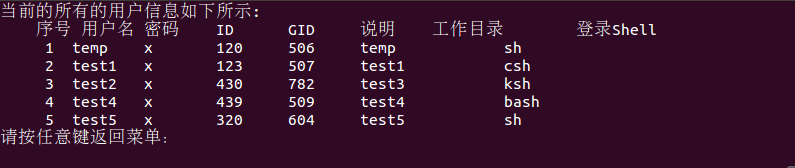 当前的所有的用户信息如下所示:
序号 用户名 密码 ID GID 说明 工作目录 登录Shell
1 temp x 120 506 temp sh
2 test1 x 123 507 test1 csh
3 test2 x 430 782 test3 ksh
4 test4 x 439 509 test4 bash
5 test5 x 320 604 test5 sh
请按任意键返回菜单: